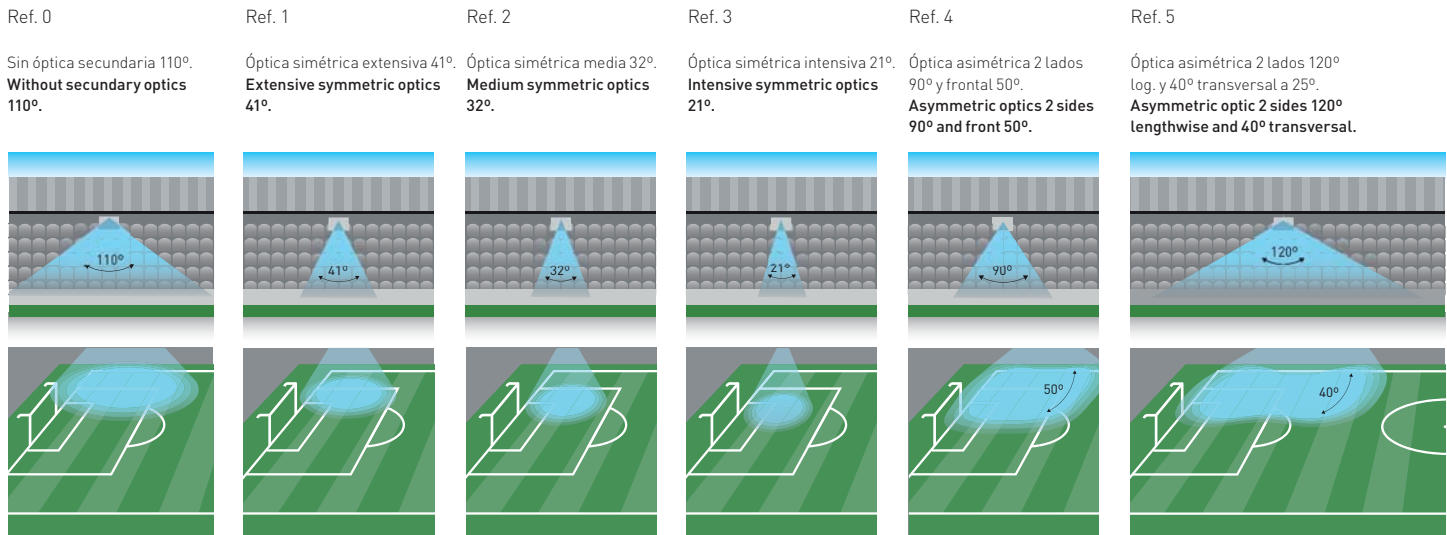 Ref. 0
Sin óptica secundaria 110º.
Without secundary optics
110º.
110º
Ref. 1
Óptica simétrica extensiva 41º.
Extensive symmetric optics
41º.
41º
Ref. 2
Óptica simétrica media 32º.
Medium symmetric optics
32º.
32º
Ref. 3
Óptica simétrica intensiva 21º.
Intensive symmetric optics
21º.
21º
Ref. 4
Óptica asimétrica 2 lados
90º y frontal 50º.
Asymmetric optics 2 sides
90º and front 50º.
90º
50º
Ref. 5
Óptica asimétrica 2 lados 120º
log. y 40º transversal a 25º.
Asymmetric optic 2 sides 120º
lengthwise and 40º transversal.
120º
40º